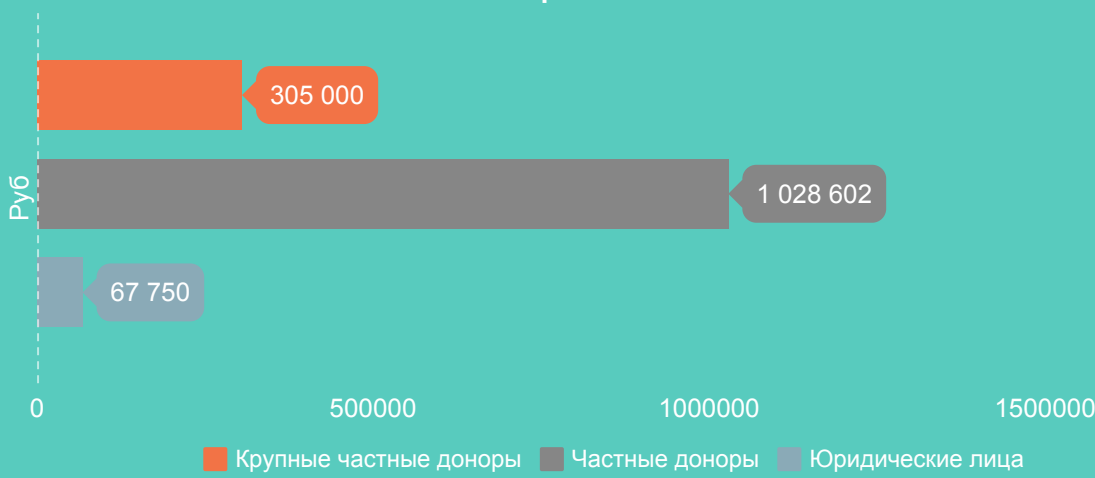 305 000
Руб
1 028 602
67 750
0 500000 1000000 1500000
Крупные частные доноры Частные доноры Юридические лица